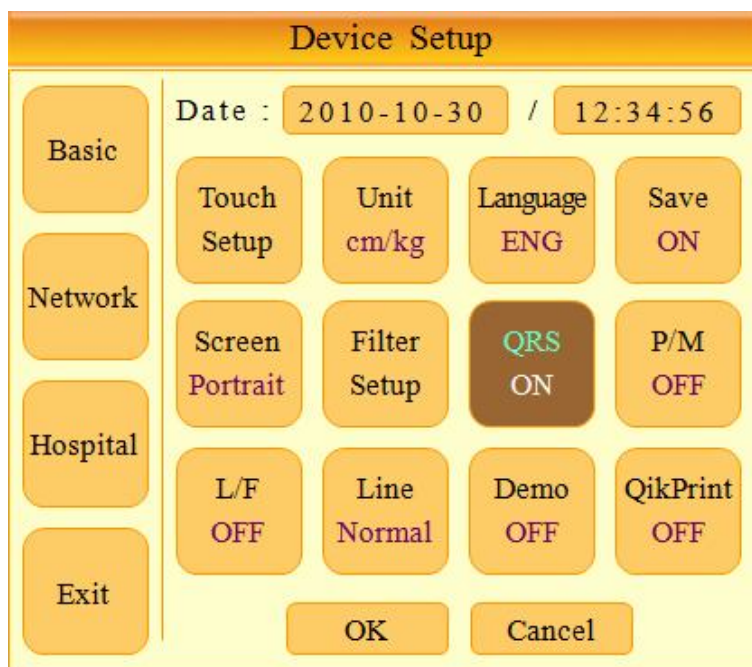 Device Setup
Date : 2010-10-30 / 12:34:56
Basic
Network
Hospital
Exit
Touch
Setup
Unit
cm/kg
Language
ENG
Save
ON
Screen
Portrait
Filter
Setup
QRS
ON
P/M
OFF
L/F
OFF
Line
Normal
Demo
OFF
QikPrint
OFF
OK
Cancel